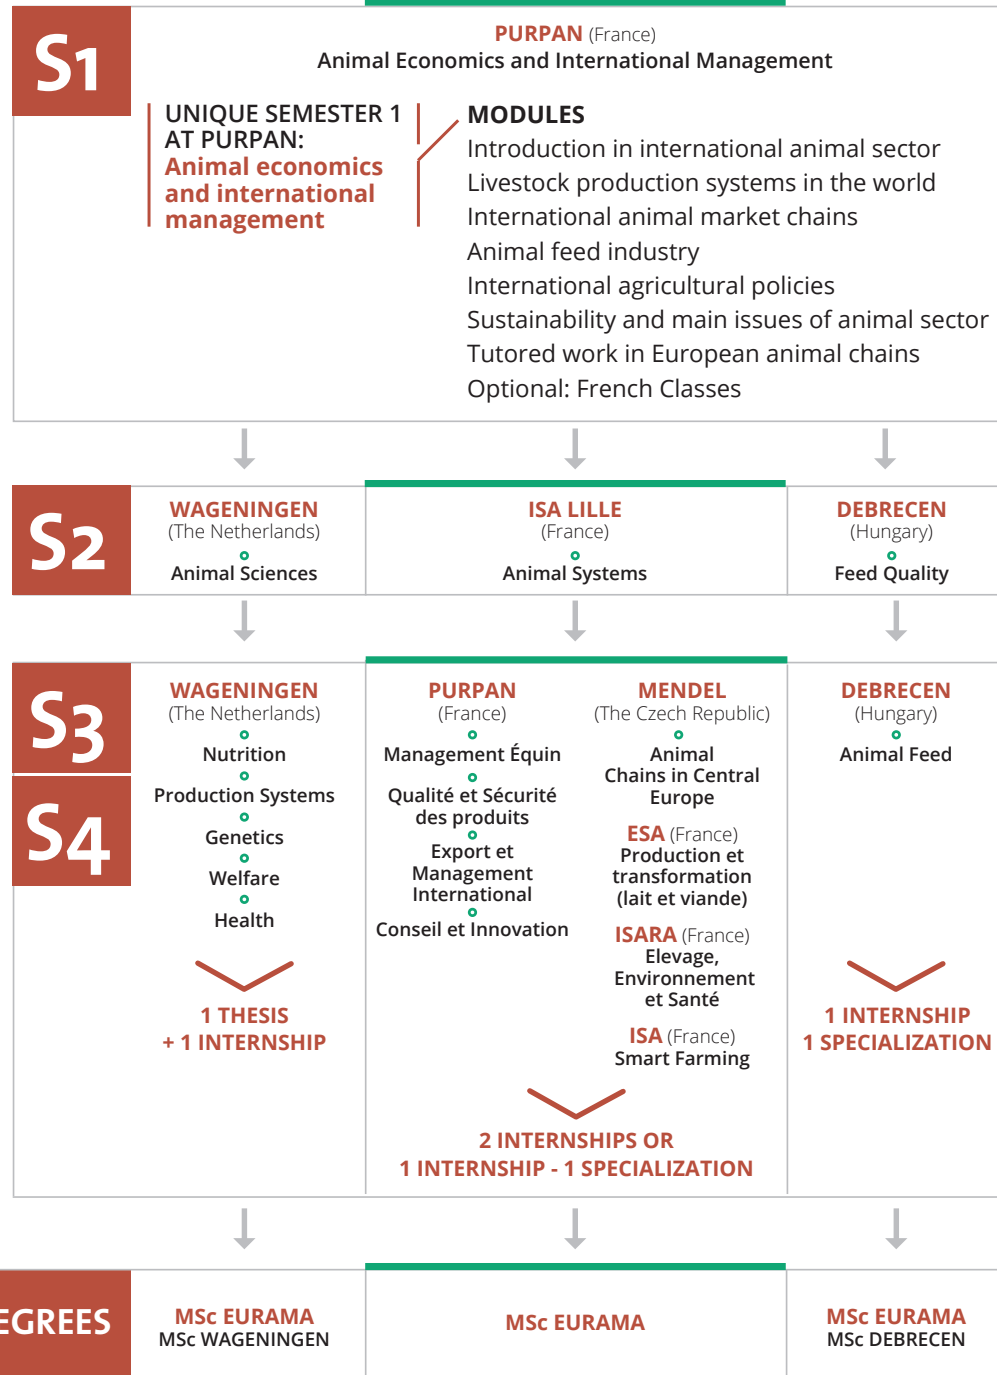 S1
PURPAN (France)
Animal Economics and International Management
UNIQUE SEMESTER 1
AT PURPAN:
Animal economics
and international
management
MODULES
Introduction in international animal sector
Livestock production systems in the world
International animal market chains
Animal feed industry
International agricultural policies
Sustainability and main issues of animal sector
Tutored work in European animal chains
Optional: French Classes
S2
WAGENINGEN
(The Netherlands)
Animal Sciences
ISA LILLE
(France)
Animal Systems
DEBRECEN
(Hungary)
Feed Quality
S3
S4
WAGENINGEN
(The Netherlands)
Nutrition
Production Systems
Genetics
Welfare
Health
1 THESIS
+ 1 INTERNSHIP
PURPAN
(France)
Management Équin
Qualité et Sécurité
des produits
Export et
Management
International
Conseil et Innovation
MENDEL
(The Czech Republic)
Animal
Chains in Central
Europe
ESA (France)
Production et
transformation
(lait et viande)
ISARA (France)
Elevage,
Environnement
et Santé
ISA (France)
Smart Farming
2 INTERNSHIPS OR
1 INTERNSHIP - 1 SPECIALIZATION
DEBRECEN
(Hungary)
Animal Feed
1 INTERNSHIP
1 SPECIALIZATION
EGREES
MSc EURAMA
MSc WAGENINGEN
MSc EURAMA
MSc EURAMA
MSc DEBRECEN